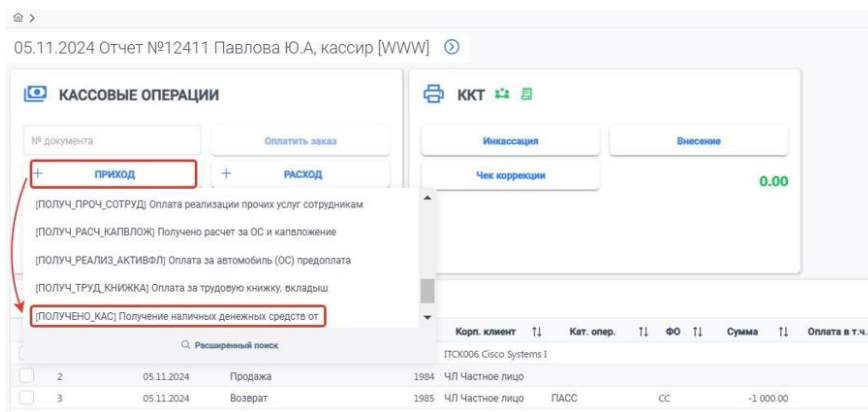 05.11.2024 Отчет №12411 Павлова Ю.А, кассир [WWW]
КАССОВЫЕ ОПЕРАЦИИ
№ документа
Оплатить заказ
+ ПРИХОД
+ РАСХОД
ККТ
Инкассация
Внесение
Чек коррекции
0.00
[ПОЛУЧ_ПРОЧ_СОТРУД] Оплата реализации прочих услуг сотрудникам
[ПОЛУЧ_РАСЧ_КАПВЛОЖ] Получено расчет за ОС и капвложение
[ПОЛУЧ_РЕАЛИЗ_АКТИВФЛ] Оплата за автомобиль (ОС) предоплата
[ПОЛУЧ_ТРУД_КНИЖКА] Оплата за трудовую книжку, вкладыш
[ПОЛУЧЕНО_КАС] Получение наличных денежных средств от
Расширенный поиск
Корп. клиент Кат. опер. ФО Сумма Оплата в т.ч.
ITCK006 Cisco Systems I
2 05.11.2024 Продажа 1984 ЧЛ Частное лицо
3 05.11.2024 Возврат 1985 ЧЛ Частное лицо ПАСС СС -1 000.00